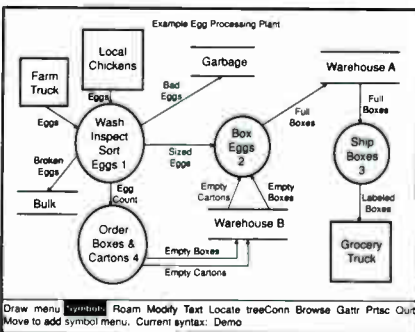 Example Egg Processing Plant
Local
Chickens
Farm
Truck
Garbage
Warehouse A
Eggs
Bad
Eggs
Eggs
Wash
Inspect
Sort
Eggs 1
Full
Boxes
Full
Boxes
Box
Eggs
2
Ship
Boxes
3
Broken
Eggs
Sized
Eggs
Bulk
Egg
Count
Empty
Cartons
Empty
Boxes
Labeled
Boxes
Order
Boxes &
Cartons 4
Warehouse B
Empty Boxes
Empty Cartons
Grocery
Truck
Draw menu Symbols Roam Modify Text Locate treeConn Browse Gattr Prtsc
Move to add symbol menu. Current syntax: Demo